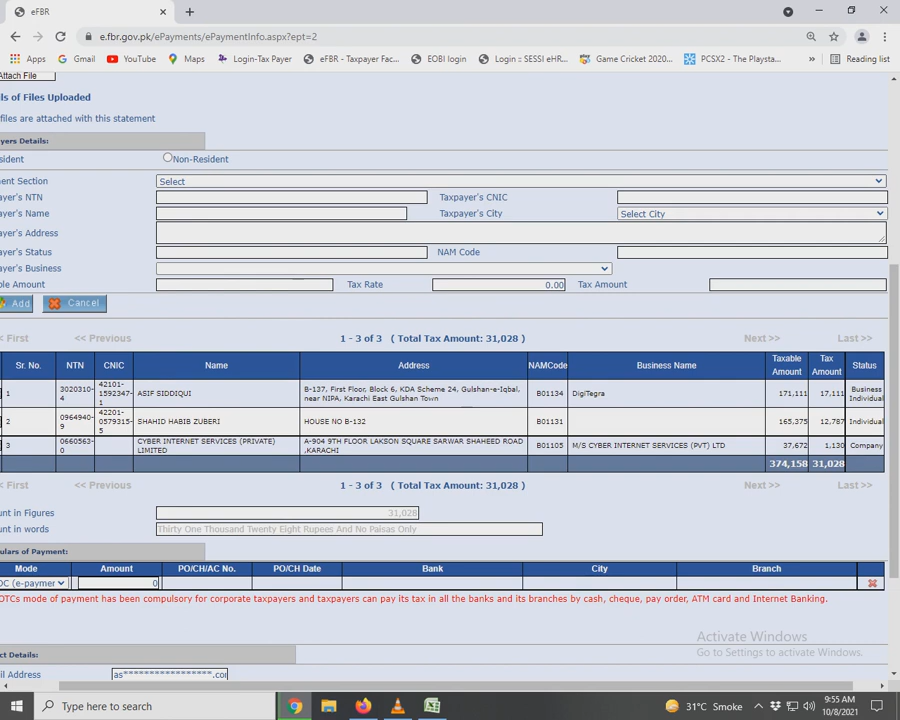 eFBR
e.fbr.gov.pk/ePayments/ePaymentInfo.aspx?ept=2
Apps Gmail YouTube Maps Login-Tax Payer eFBR - Taxpayer Fac... EOBI login Login :: SESSI eHR... Game Cricket 2020... PCSX2 - The Playsta... » Reading list
Attach File
ils of Files Uploaded
files are attached with this statement
yers Details:
sident Non-Resident
nent Section Select
ayer's NTN Taxpayer's CNIC
ayer's Name Taxpayer's City Select City
ayer's Address
ayer's Status NAM Code
ayer's Business
ble Amount Tax Rate 0.00 Tax Amount
Add Cancel
< First << Previous 1 - 3 of 3 ( Total Tax Amount: 31,028 ) Next >> Last >>
Sr. No. NTN CNIC Name Address NAMCode Business Name Taxable Amount Tax Amount Status
1 3020310-4 42101-1592347-1 ASIF SIDDIQUI B-137, First Floor, Block 6, KDA Scheme 24, Gulshan-e-Iqbal, near NIPA, Karachi East Gulshan Town B01134 DigiTegra 171,111 17,111 Business Individual
2 0964940-9 42201-0579315-5 SHAHID HABIB ZUBERI HOUSE NO B-132 B01131 165,375 12,787 Individual
3 0660563-0 CYBER INTERNET SERVICES (PRIVATE) LIMITED A-904 9TH FLOOR LAKSON SQUARE SARWAR SHAHEED ROAD ,KARACHI B01105 M/S CYBER INTERNET SERVICES (PVT) LTD 37,672 1,130 Company
374,158 31,028
< First << Previous 1 - 3 of 3 ( Total Tax Amount: 31,028 ) Next >> Last >>
unt in Figures 31,028
unt in words Thirty One Thousand Twenty Eight Rupees And No Paisas Only
ulars of Payment:
Mode Amount PO/CH/AC No. PO/CH Date Bank City Branch
DC (e-paymer 0
OTCs mode of payment has been compulsory for corporate taxpayers and taxpayers can pay its tax in all the banks and its branches by cash, cheque, pay order, ATM card and Internet Banking.
Activate Windows
Go to Settings to activate Windows.
ct Details:
il Address as*****************.con
Type here to search
31°C Smoke
9:55 AM
10/8/2021